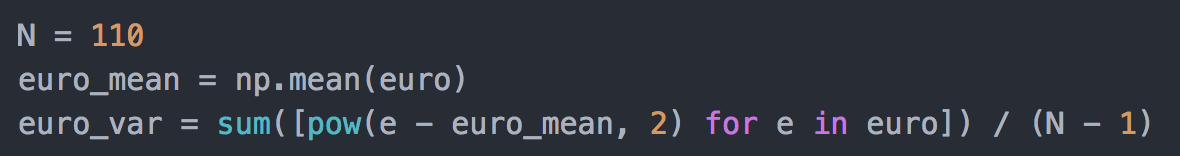 N = 110
euro_mean = np.mean(euro)
euro_var = sum([pow(e - euro_mean, 2) for e in euro]) / (N - 1)